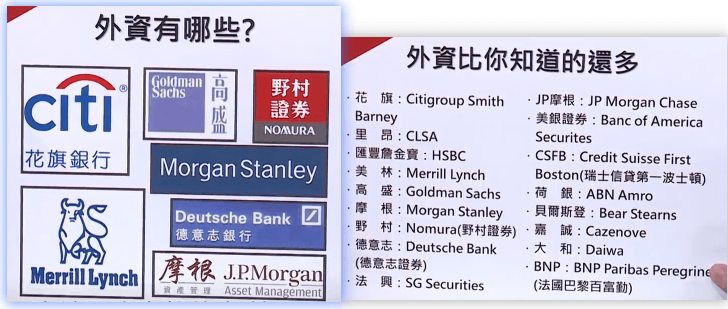 外資有哪些?
citi®
花旗銀行
Goldman
Sachs
高盛
野村
證券
NOMURA
Morgan Stanley
Deutsche Bank
德意志銀行
Merrill Lynch
摩根 J.P.Morgan
資產管理 Asset Management
外資比你知道的還多
· 花　旗：Citigroup Smith
Barney
· 里　昂：CLSA
· 匯豐詹金寶：HSBC
· 美　林：Merrill Lynch
· 高　盛：Goldman Sachs
· 摩　根：Morgan Stanley
· 野　村：Nomura(野村證券)
· 德意志：Deutsche Bank
(德意志證券)
· 法　興：SG Securities
· JP摩根：JP Morgan Chase
· 美銀證券：Banc of America
Securites
· CSFB：Credit Suisse First
Boston(瑞士信貸第一波士頓)
· 荷　銀：ABN Amro
· 貝爾斯登：Bear Stearns
· 嘉　誠：Cazenove
· 大　和：Daiwa
· BNP：BNP Paribas Peregrine
(法國巴黎百富勤)